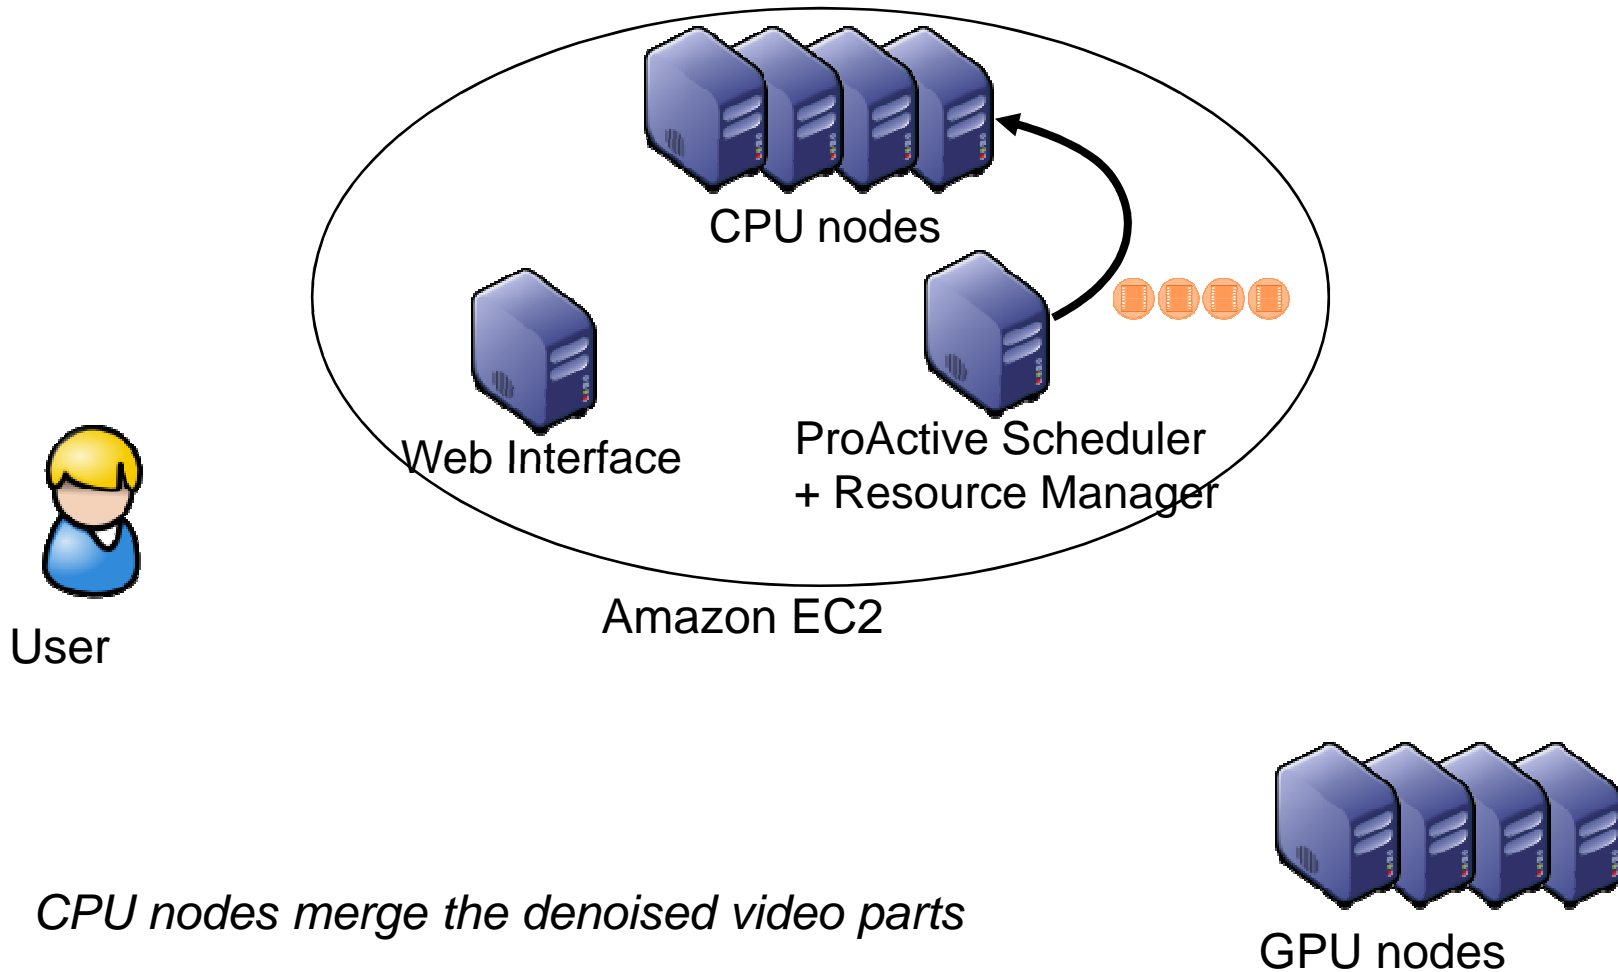 CPU nodes
Web Interface
ProActive Scheduler
+ Resource Manager
Amazon EC2
User
CPU nodes merge the denoised video parts
GPU nodes